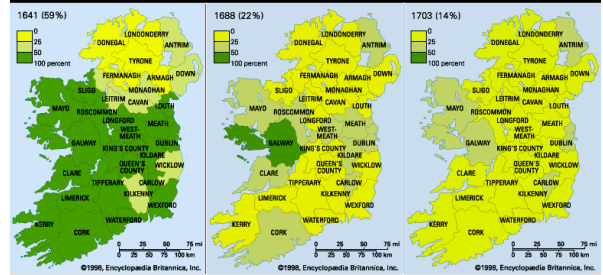 1641 (59%)
0
25
50
100 percent
LONDONDERRY
DONEGAL
ANTRIM
TYRONE
DOWN
FERMANAGH
ARMAGH
MONAGHAN
SLIGO
LEITRIM
CAVAN
LOUTH
MAYO
ROSCOMMON
LONGFORD
MEATH
WEST-
MEATH
GALWAY
DUBLIN
KING'S COUNTY
KILDARE
QUEEN'S
COUNTY
WICKLOW
CLARE
CARLOW
TIPPERARY
KILKENNY
LIMERICK
WEXFORD
WATERFORD
KERRY
CORK
0 25 50 75 mi
0 50 100 km
©1998, Encyclopædia Britannica, Inc.
1688 (22%)
0
25
50
100 percent
LONDONDERRY
DONEGAL
ANTRIM
TYRONE
DOWN
FERMANAGH
ARMAGH
MONAGHAN
SLIGO
LEITRIM
CAVAN
LOUTH
MAYO
ROSCOMMON
LONGFORD
MEATH
WEST-
MEATH
GALWAY
DUBLIN
KING'S COUNTY
KILDARE
QUEEN'S
COUNTY
WICKLOW
CLARE
CARLOW
TIPPERARY
KILKENNY
LIMERICK
WEXFORD
WATERFORD
KERRY
CORK
0 25 50 75 mi
0 50 100 km
©1998, Encyclopædia Britannica, Inc.
1703 (14%)
0
25
50
100 percent
LONDONDERRY
DONEGAL
ANTRIM
TYRONE
DOWN
FERMANAGH
ARMAGH
MONAGHAN
SLIGO
LEITRIM
CAVAN
LOUTH
MAYO
ROSCOMMON
LONGFORD
MEATH
WEST-
MEATH
GALWAY
DUBLIN
KING'S COUNTY
KILDARE
QUEEN'S
COUNTY
WICKLOW
CLARE
CARLOW
TIPPERARY
KILKENNY
LIMERICK
WEXFORD
WATERFORD
KERRY
CORK
0 25 50 75 mi
0 50 100 km
©1998, Encyclopædia Britannica, Inc.